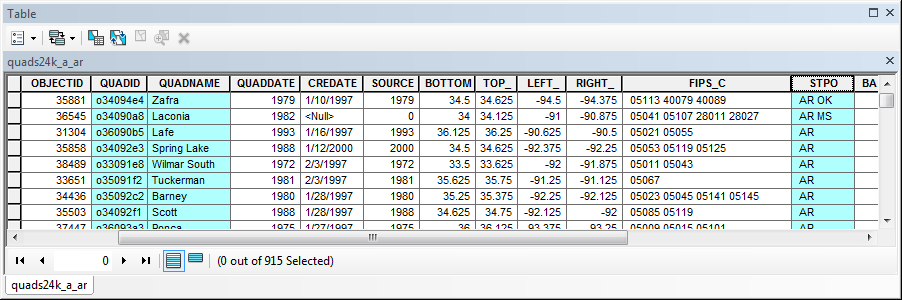 Table
quads24k_a_ar
OBJECTID QUADID QUADNAME QUADDATE CREDATE SOURCE BOTTOM TOP_ LEFT_ RIGHT_ FIPS_C STPO BA
35881 o34094e4 Zafra 1979 1/10/1997 1979 34.5 34.625 -94.5 -94.375 05113 40079 40089 AR OK
36545 o34090a8 Laconia 1982 <Null> 0 34 34.125 -91 -90.875 05041 05107 28011 28027 AR MS
31304 o36090b5 Lafe 1993 1/16/1997 1993 36.125 36.25 -90.625 -90.5 05021 05055 AR
35858 o34092e3 Spring Lake 1988 1/12/2000 2000 34.5 34.625 -92.375 -92.25 05053 05119 05125 AR
38489 o33091e8 Wilmar South 1972 2/3/1997 1972 33.5 33.625 -92 -91.875 05011 05043 AR
33651 o35091f2 Tuckerman 1981 2/3/1997 1981 35.625 35.75 -91.25 -91.125 05067 AR
34436 o35092c2 Barney 1980 1/28/1997 1980 35.25 35.375 -92.25 -92.125 05023 05045 05141 05145 AR
35503 o34092f1 Scott 1988 1/28/1997 1988 34.625 34.75 -92.125 -92 05085 05119 AR
37447 o36093a3 Ponca 1975 1/27/1997 1975 36 36.125 -93.375 -93.25 05009 05015 05101 AR
0 (0 out of 915 Selected)
quads24k_a_ar